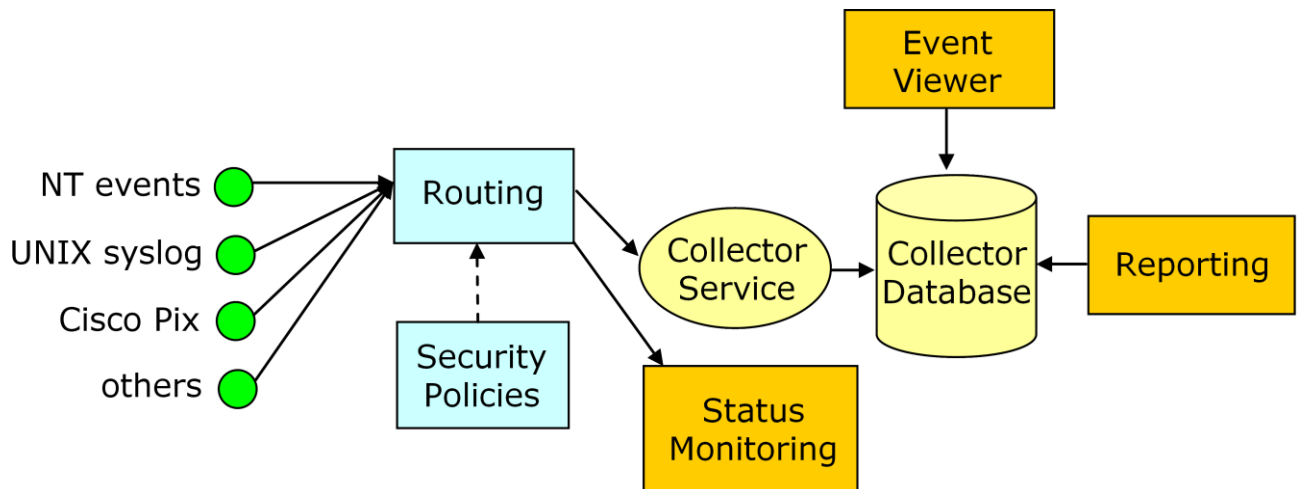 Event
Viewer
NT events
Routing
UNIX syslog
Collector
Service
Collector
Database
Reporting
Cisco Pix
Security
Policies
others
Status
Monitoring